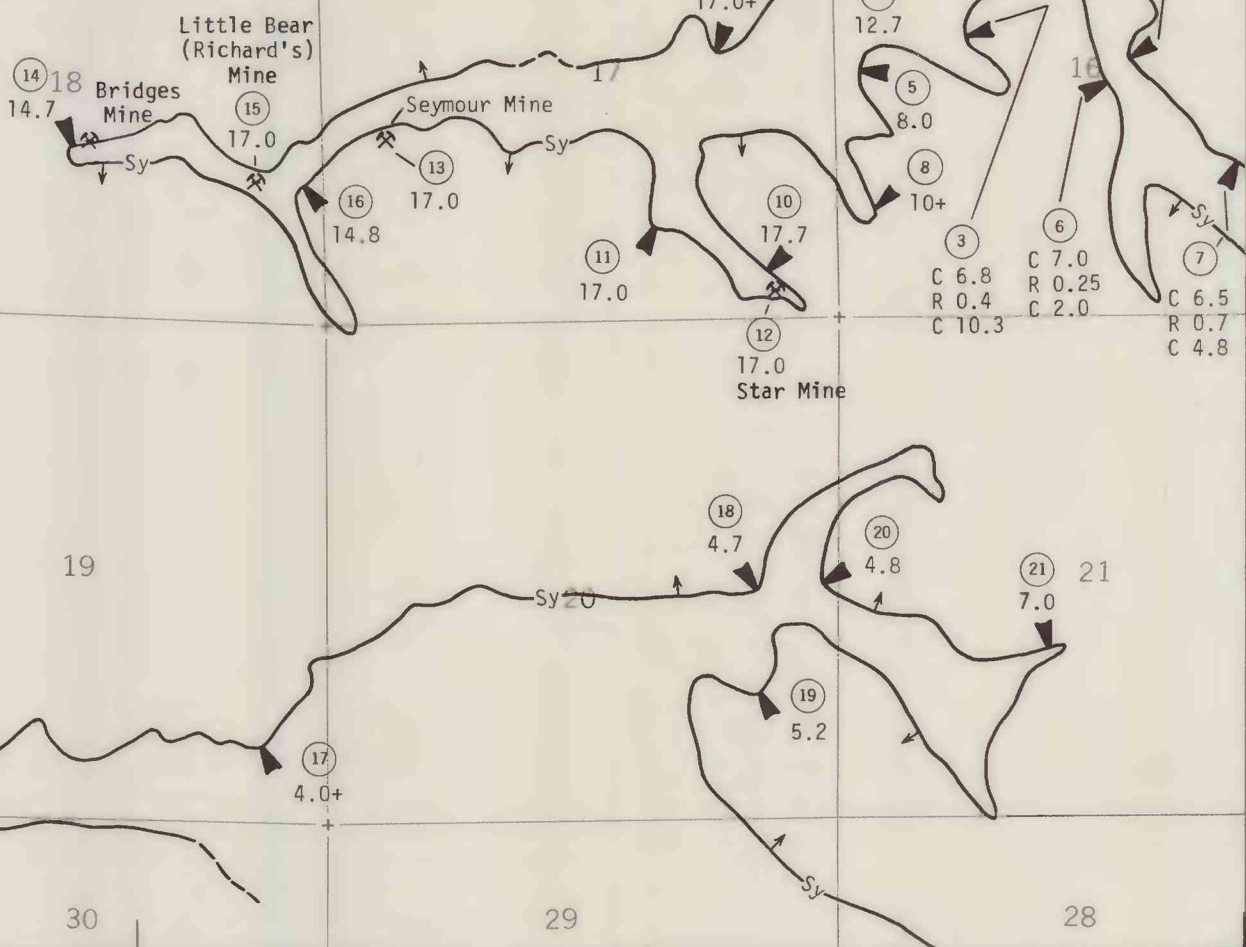 Little Bear
(Richard's)
Mine
17.0+
12.7
14
18
14.7
Bridges
Mine
15
17.0
Seymour Mine
17
16
5
8.0
Sy
13
17.0
Sy
8
10+
16
14.8
10
17.7
11
17.0
3
C 6.8
R 0.4
C 10.3
6
C 7.0
R 0.25
C 2.0
Sy
7
C 6.5
R 0.7
C 4.8
12
17.0
Star Mine
18
4.7
20
4.8
19
21
7.0
21
Sy
20
19
5.2
17
4.0+
Sy
30
29
28